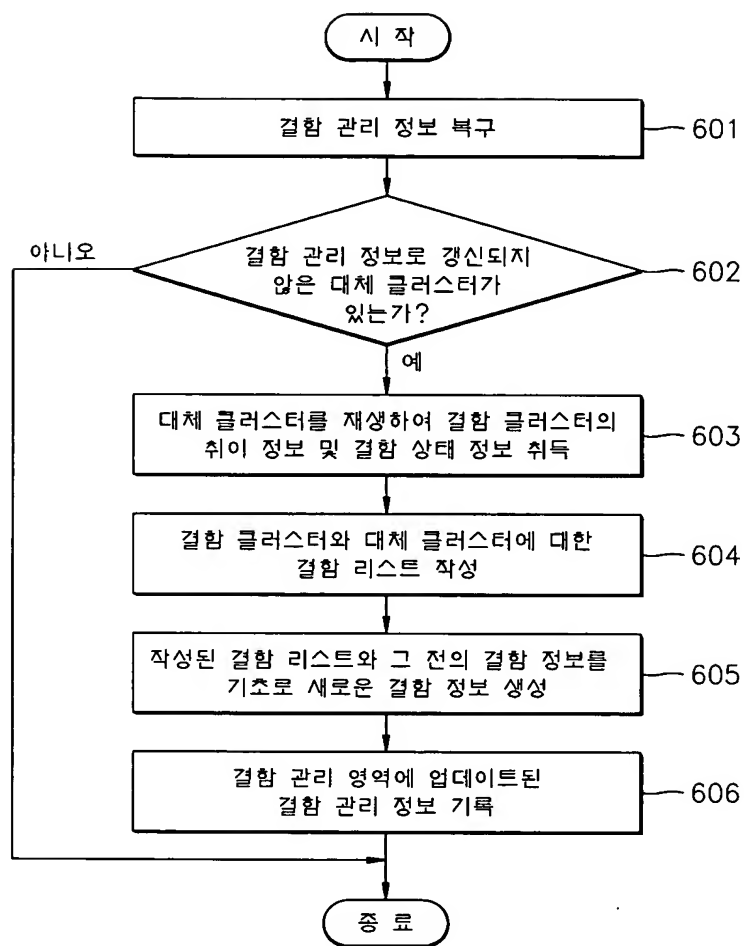 시 작
결함 관리 정보 복구
601
아니오
결함 관리 정보로 갱신되지
않은 대체 클러스터가
있는가?
602
예
대체 클러스터를 재생하여 결함 클러스터의
취이 정보 및 결함 상태 정보 취득
603
결함 클러스터와 대체 클러스터에 대한
결함 리스트 작성
604
작성된 결함 리스트와 그 전의 결함 정보를
기초로 새로운 결함 정보 생성
605
결함 관리 영역에 업데이트된
결함 관리 정보 기록
606
종 료